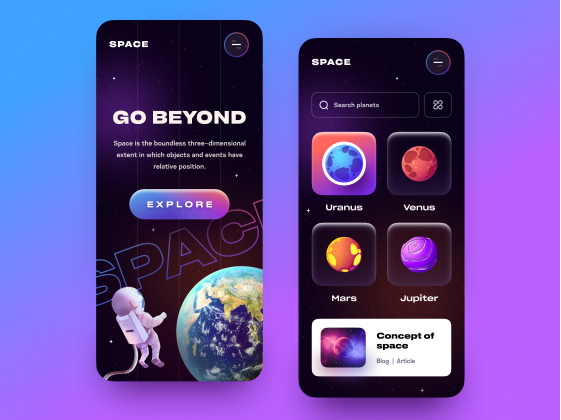 SPACE
GO BEYOND
Space is the boundless three-dimensional
extent in which objects and events have
relative position.
EXPLORE
SPACE
SPACE
Search planets
Uranus
Venus
Mars
Jupiter
Concept of
space
Blog | Article